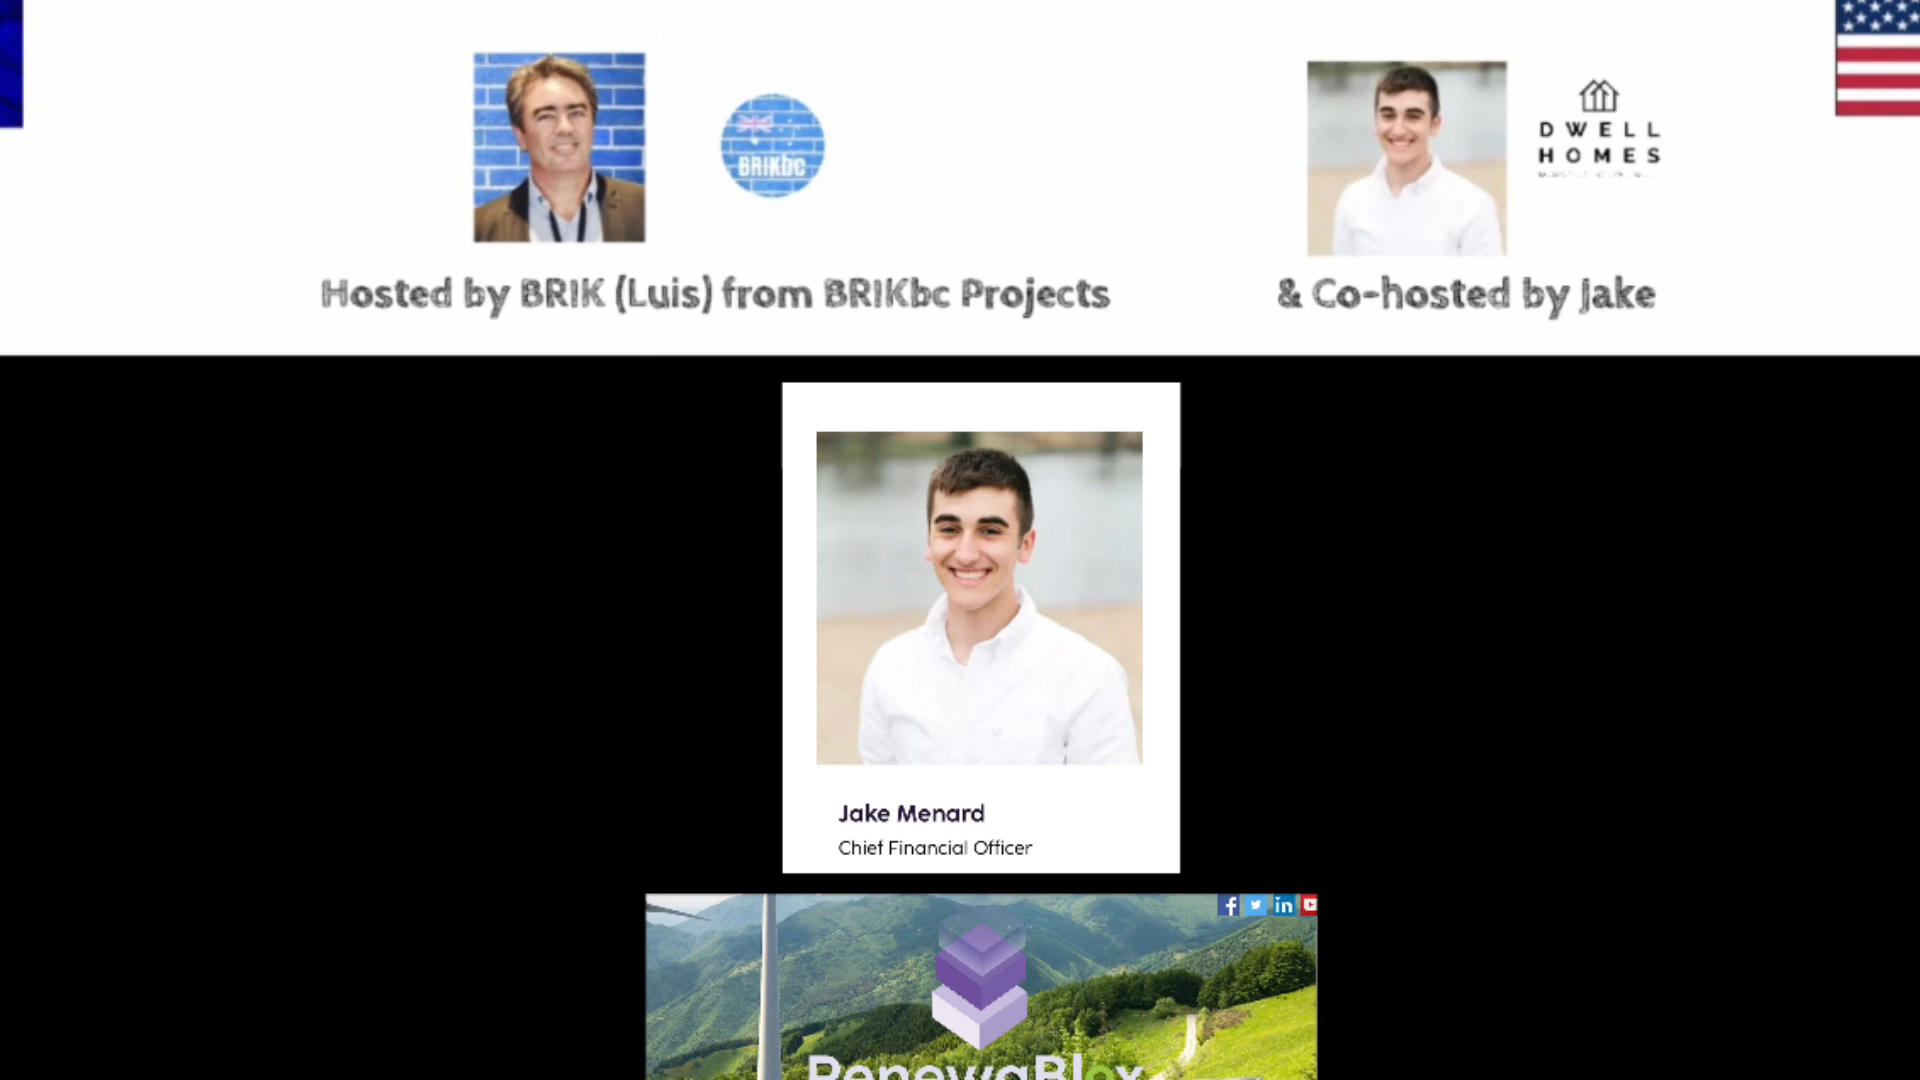 BRIKbc
DWELL
HOMES
Hosted by BRIK (Luis) from BRIKbc Projects
& Co-hosted by Jake
Jake Menard
Chief Financial Officer
RenewaBlox